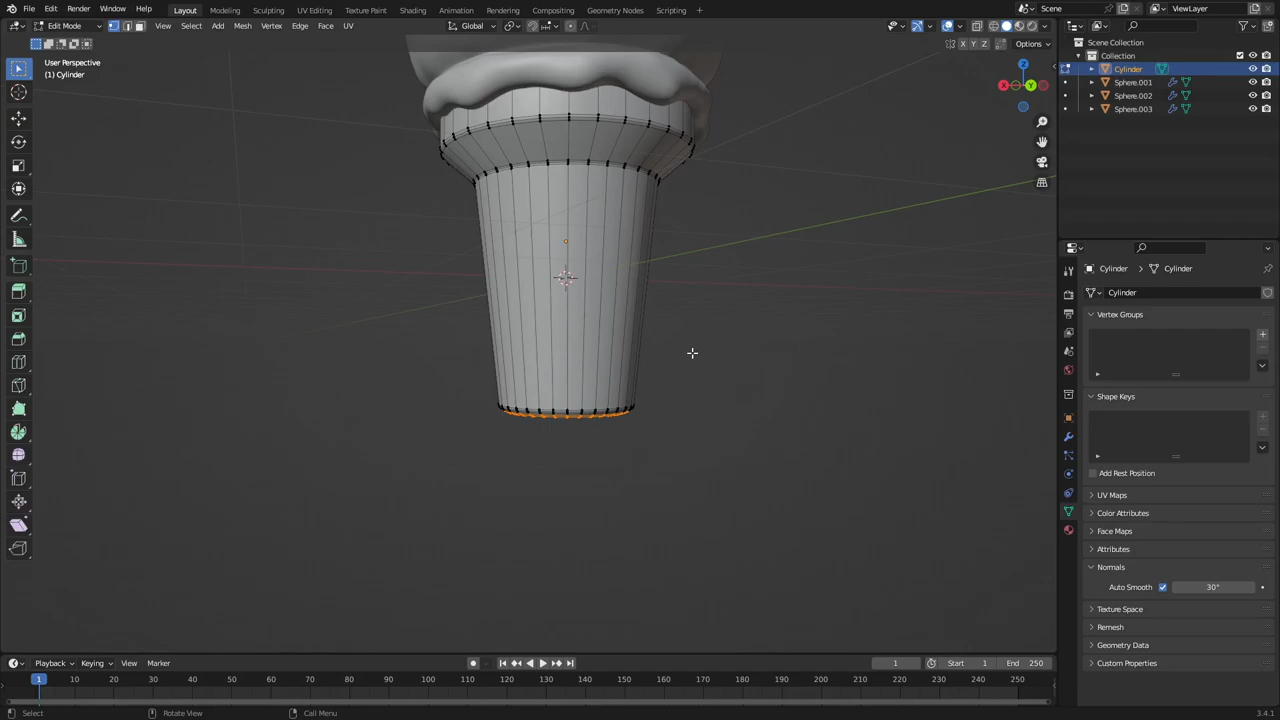 File Edit Render Window Help Layout Modeling Sculpting UV Editing Texture Paint Shading Animation Rendering Compositing Geometry Nodes Scripting + Scene ViewLayer
Edit Mode View Select Add Mesh Vertex Edge Face UV Global
X Y Z Options
User Perspective
(1) Cylinder
Z
X Y
Scene Collection
Collection
Cylinder
Sphere.001
Sphere.002
Sphere.003
Cylinder > Cylinder
Cylinder
Vertex Groups
Shape Keys
Add Rest Position
UV Maps
Color Attributes
Face Maps
Attributes
Normals
Auto Smooth 30°
Texture Space
Remesh
Geometry Data
Custom Properties
Playback Keying View Marker 1 Start 1 End 250
1 10 20 30 40 50 60 70 80 90 100 110 120 130 140 150 160 170 180 190 200 210 220 230 240 250
Select Rotate View Call Menu 3.4.1